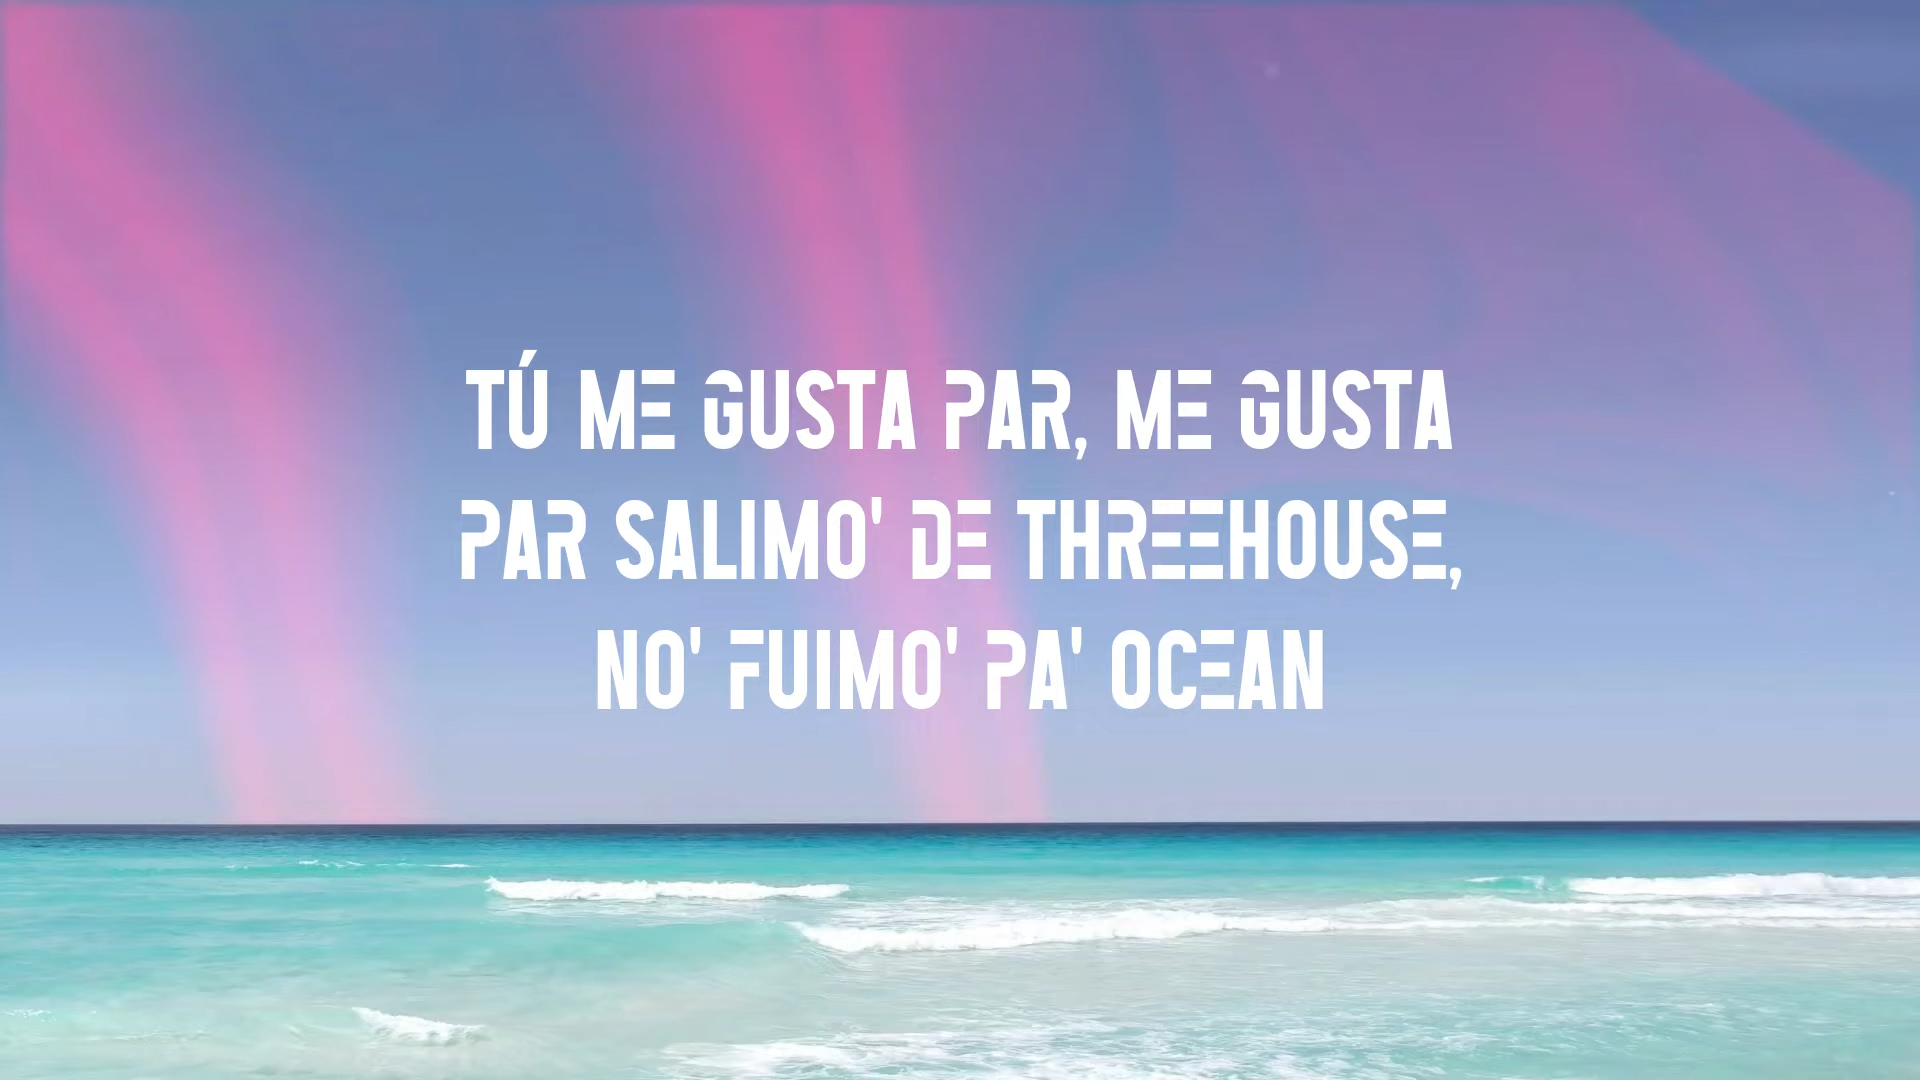 TÚ ME GUSTA PAR, ME GUSTA
PAR SALIMO' DE THREEHOUSE,
NO' FUIMO' PA' OCEAN